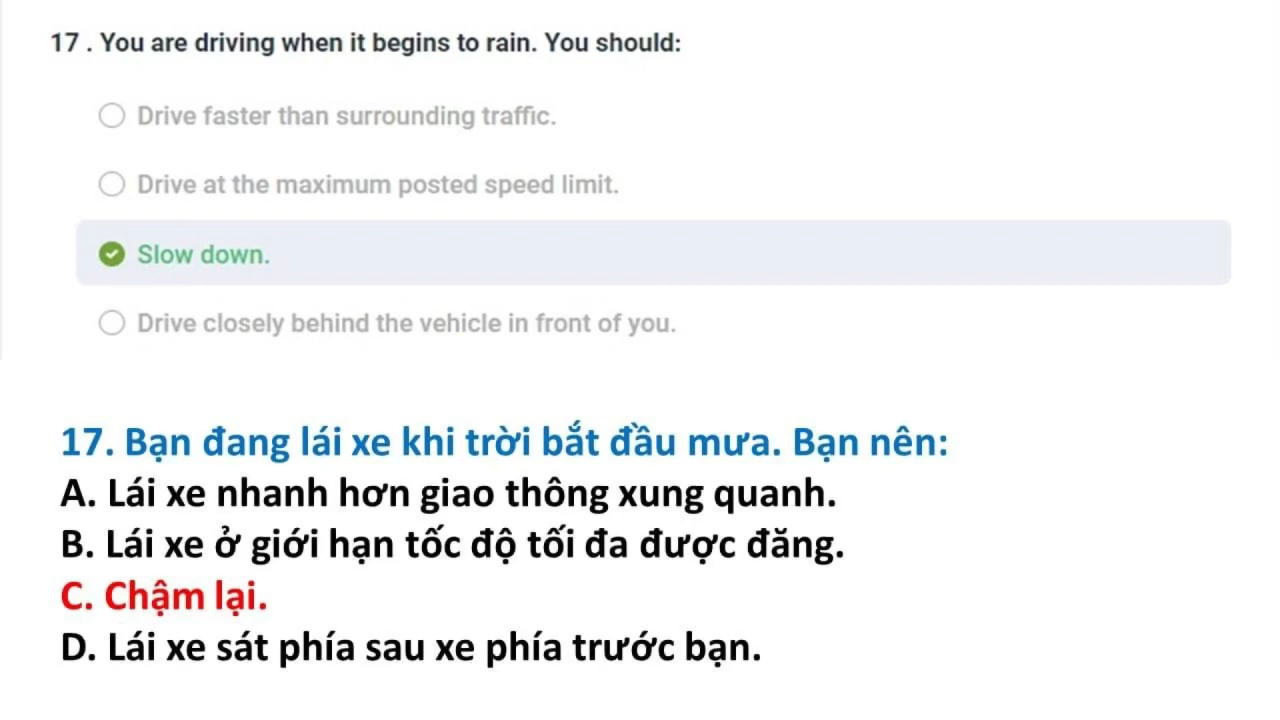 17 . You are driving when it begins to rain. You should:
Drive faster than surrounding traffic.
Drive at the maximum posted speed limit.
Slow down.
Drive closely behind the vehicle in front of you.
17. Bạn đang lái xe khi trời bắt đầu mưa. Bạn nên:
A. Lái xe nhanh hơn giao thông xung quanh.
B. Lái xe ở giới hạn tốc độ tối đa được đăng.
C. Chậm lại.
D. Lái xe sát phía sau xe phía trước bạn.